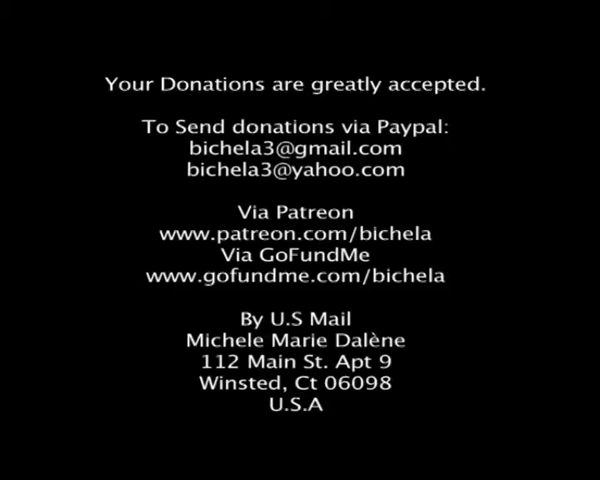 Your Donations are greatly accepted.
To Send donations via Paypal:
bichela3@gmail.com
bichela3@yahoo.com
Via Patreon
www.patreon.com/bichela
Via GoFundMe
www.gofundme.com/bichela
By U.S Mail
Michele Marie Dalène
112 Main St. Apt 9
Winsted, Ct 06098
U.S.A